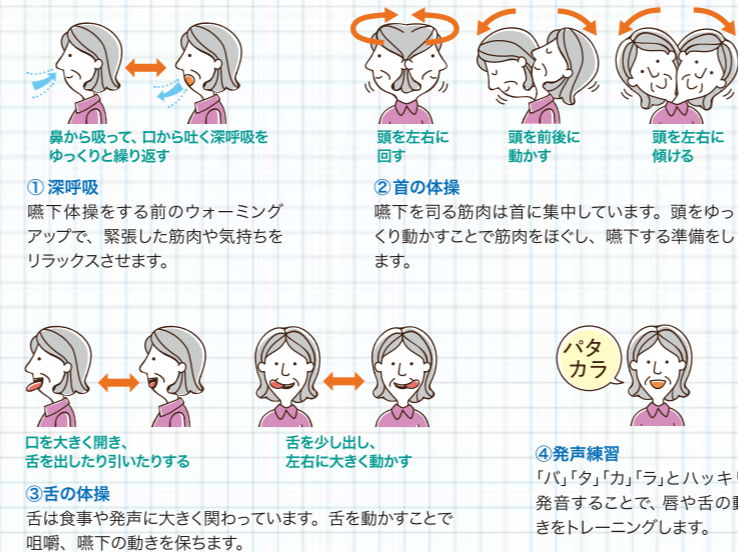 鼻から吸って、口から吐く深呼吸を
ゆっくりと繰り返す
① 深呼吸
嚥下体操をする前のウォーミング
アップで、緊張した筋肉や気持ちを
リラックスさせます。
頭を左右に
回す
頭を前後に
動かす
頭を左右に
傾ける
②首の体操
嚥下を司る筋肉は首に集中しています。頭をゆっ
くり動かすことで筋肉をほぐし、嚥下する準備をし
ます。
口を大きく開き、
舌を出したり引いたりする
舌を少し出し、
左右に大きく動かす
③舌の体操
舌は食事や発声に大きく関わっています。舌を動かすことで
咀嚼、嚥下の動きを保ちます。
パタ
カラ
④発声練習
「パ」「タ」「カ」「ラ」とハッキリ
発音することで、唇や舌の動
きをトレーニングします。